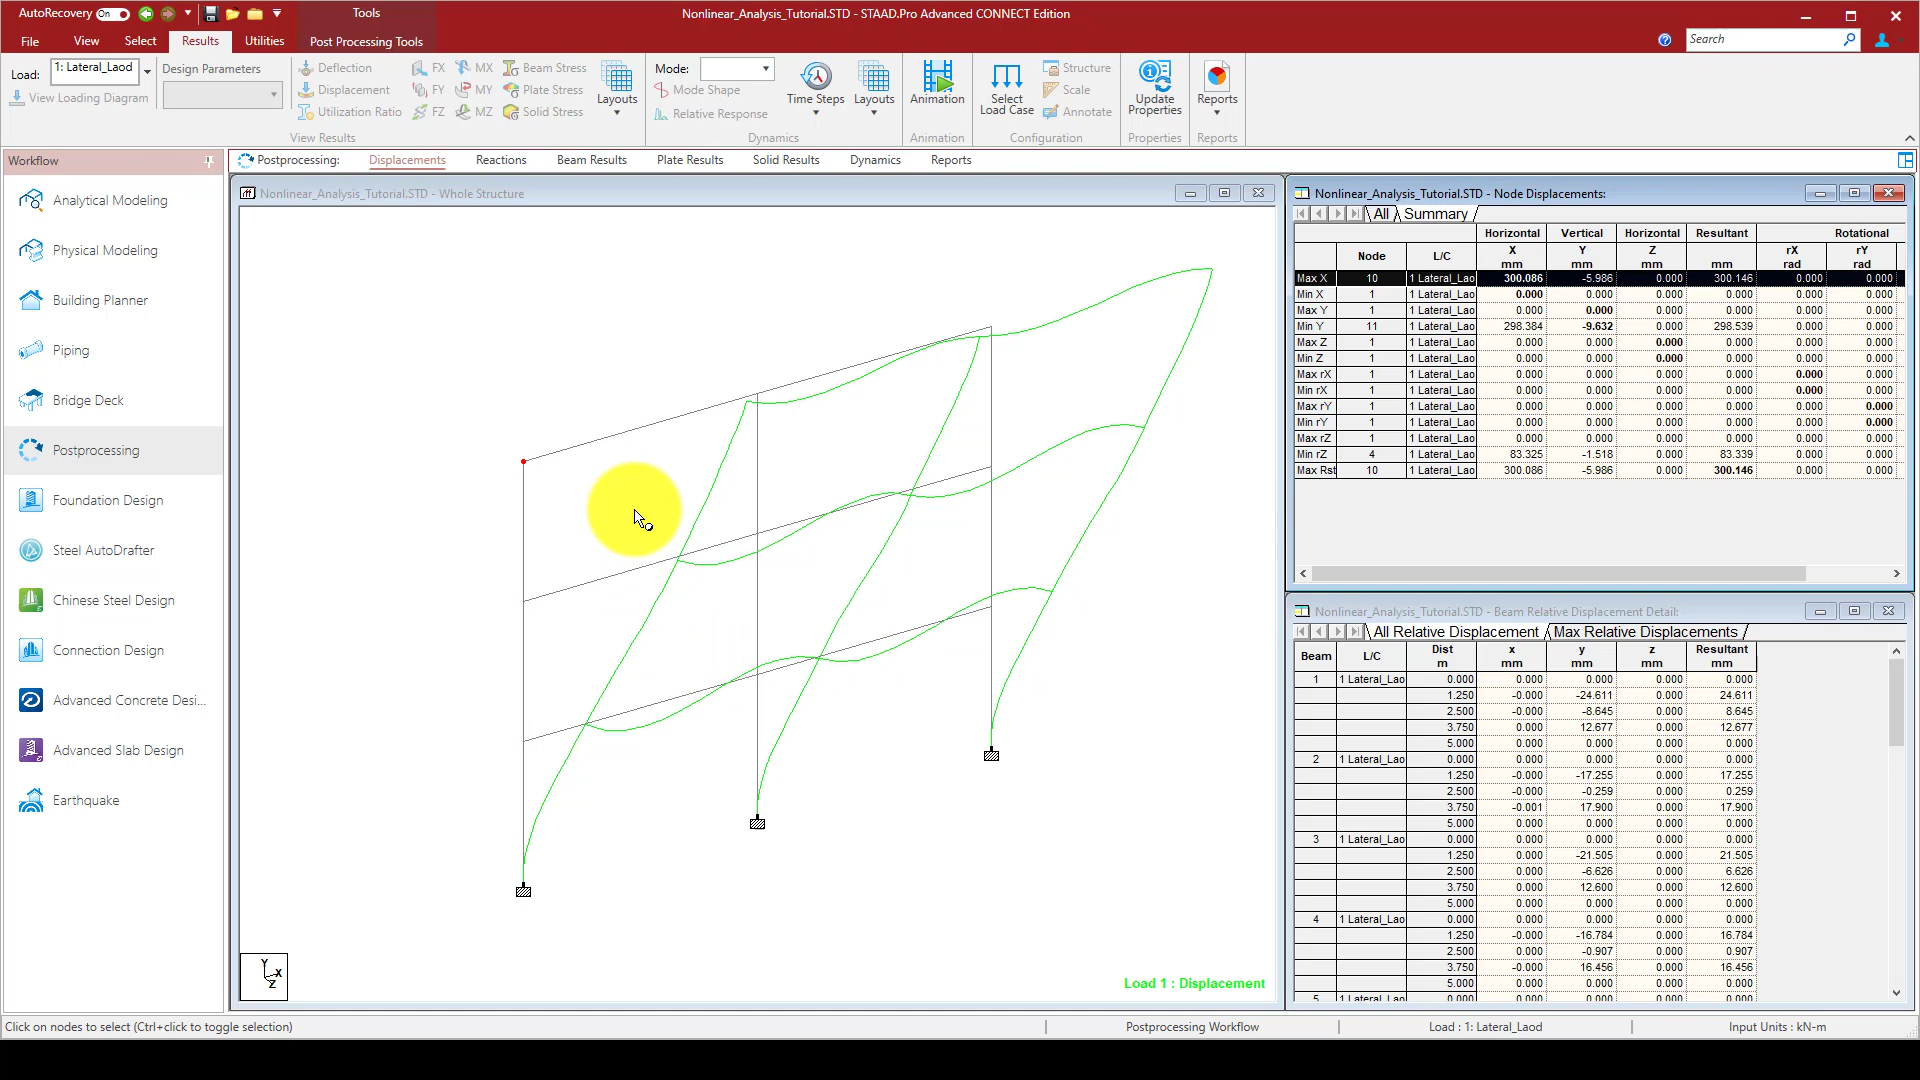 AutoRecovery On
Tools
Nonlinear_Analysis_Tutorial.STD - STAAD.Pro Advanced CONNECT Edition
File View Select Results Utilities Post Processing Tools
Search
Load: 1: Lateral_Laod
View Loading Diagram
Design Parameters
Deflection
Displacement
Utilization Ratio
FX MX
FY MY
FZ MZ
Beam Stress
Plate Stress
Solid Stress
Layouts
View Results
Mode:
Mode Shape
Relative Response
Time Steps
Layouts
Dynamics
Animation
Animation
Select
Load Case
Structure
Scale
Annotate
Configuration
Update
Properties
Properties
Reports
Reports
Workflow
Analytical Modeling
Physical Modeling
Building Planner
Piping
Bridge Deck
Postprocessing
Foundation Design
Steel AutoDrafter
Chinese Steel Design
Connection Design
Advanced Concrete Desi...
Advanced Slab Design
Earthquake
Postprocessing: Displacements Reactions Beam Results Plate Results Solid Results Dynamics Reports
Nonlinear_Analysis_Tutorial.STD - Whole Structure
Y
X
Z
Load 1 : Displacement
Nonlinear_Analysis_Tutorial.STD - Node Displacements:
All Summary
Horizontal Vertical Horizontal Resultant Rotational
Node L/C X Y Z rX rY
mm mm mm mm rad rad
Max X 10 1 Lateral_Lao 300.086 -5.986 0.000 300.146 0.000 0.000
Min X 1 1 Lateral_Lao 0.000 0.000 0.000 0.000 0.000 0.000
Max Y 1 1 Lateral_Lao 0.000 0.000 0.000 0.000 0.000 0.000
Min Y 11 1 Lateral_Lao 298.384 -9.632 0.000 298.539 0.000 0.000
Max Z 1 1 Lateral_Lao 0.000 0.000 0.000 0.000 0.000 0.000
Min Z 1 1 Lateral_Lao 0.000 0.000 0.000 0.000 0.000 0.000
Max rX 1 1 Lateral_Lao 0.000 0.000 0.000 0.000 0.000 0.000
Min rX 1 1 Lateral_Lao 0.000 0.000 0.000 0.000 0.000 0.000
Max rY 1 1 Lateral_Lao 0.000 0.000 0.000 0.000 0.000 0.000
Min rY 1 1 Lateral_Lao 0.000 0.000 0.000 0.000 0.000 0.000
Max rZ 1 1 Lateral_Lao 0.000 0.000 0.000 0.000 0.000 0.000
Min rZ 4 1 Lateral_Lao 83.325 -1.518 0.000 83.339 0.000 0.000
Max Rst 10 1 Lateral_Lao 300.086 -5.986 0.000 300.146 0.000 0.000
Nonlinear_Analysis_Tutorial.STD - Beam Relative Displacement Detail:
All Relative Displacement Max Relative Displacements
Beam L/C Dist x y z Resultant
m mm mm mm mm
1 1 Lateral_Lao 0.000 0.000 0.000 0.000 0.000
1.250 -0.000 -24.611 0.000 24.611
2.500 -0.000 -8.645 0.000 8.645
3.750 -0.000 12.677 0.000 12.677
5.000 0.000 0.000 0.000 0.000
2 1 Lateral_Lao 0.000 0.000 0.000 0.000 0.000
1.250 -0.000 -17.255 0.000 17.255
2.500 -0.000 -0.259 0.000 0.259
3.750 -0.001 17.900 0.000 17.900
5.000 0.000 0.000 0.000 0.000
3 1 Lateral_Lao 0.000 0.000 0.000 0.000 0.000
1.250 0.000 -21.505 0.000 21.505
2.500 0.000 -6.626 0.000 6.626
3.750 0.000 12.600 0.000 12.600
5.000 0.000 0.000 0.000 0.000
4 1 Lateral_Lao 0.000 0.000 0.000 0.000 0.000
1.250 -0.000 -16.784 0.000 16.784
2.500 0.000 -0.907 0.000 0.907
3.750 -0.000 16.456 0.000 16.456
5.000 0.000 0.000 0.000 0.000
5 1 Lateral_Lao 0.000 0.000 0.000 0.000 0.000
Click on nodes to select (Ctrl+click to toggle selection)
Postprocessing Workflow
Load : 1: Lateral_Laod
Input Units : kN-m